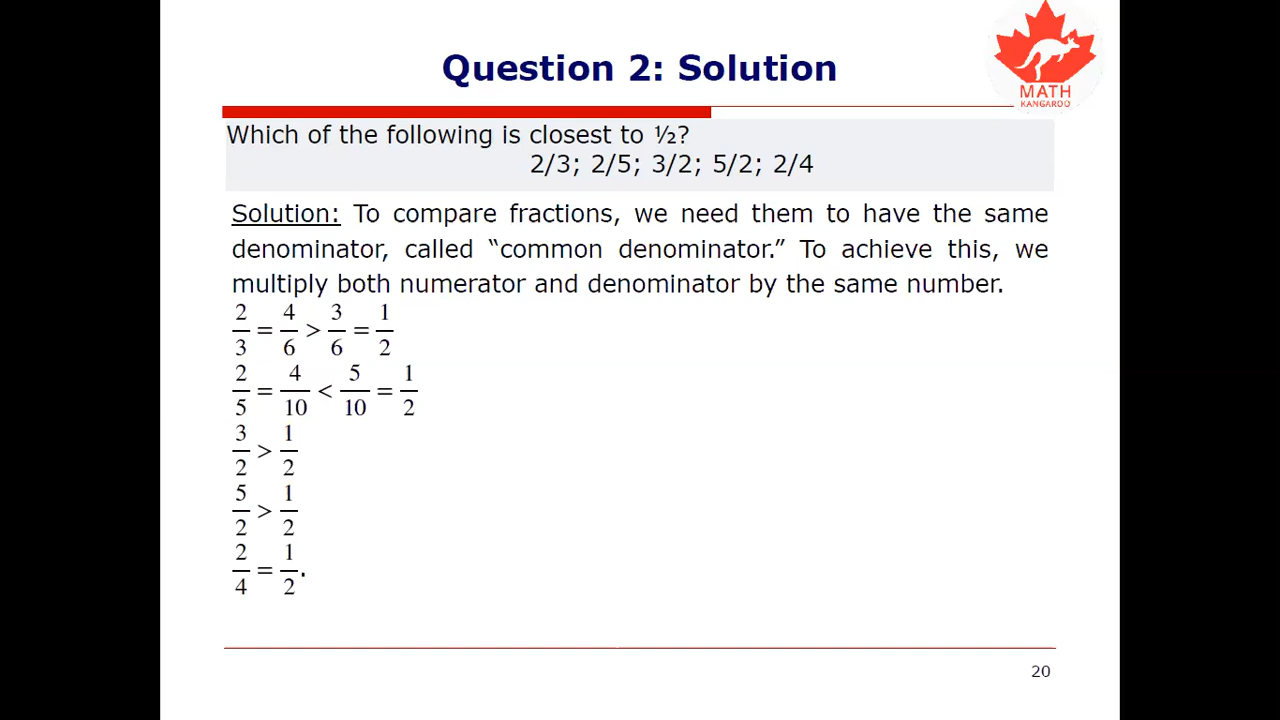 Question 2: Solution
MATH
KANGAROO
Which of the following is closest to ½?
2/3; 2/5; 3/2; 5/2; 2/4
Solution: To compare fractions, we need them to have the same
denominator, called “common denominator.” To achieve this, we
multiply both numerator and denominator by the same number.
2/3 = 4/6 > 3/6 = 1/2
2/5 = 4/10 < 5/10 = 1/2
3/2 > 1/2
5/2 > 1/2
2/4 = 1/2.
20